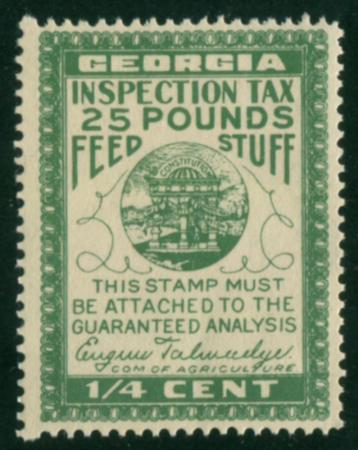 GEORGIA
INSPECTION TAX
25 POUNDS
FEED STUFF
CONSTITUTION
THIS STAMP MUST
BE ATTACHED TO THE
GUARANTEED ANALYSIS
Eugene Talmadge.
COM OF AGRICULTURE
1/4 CENT